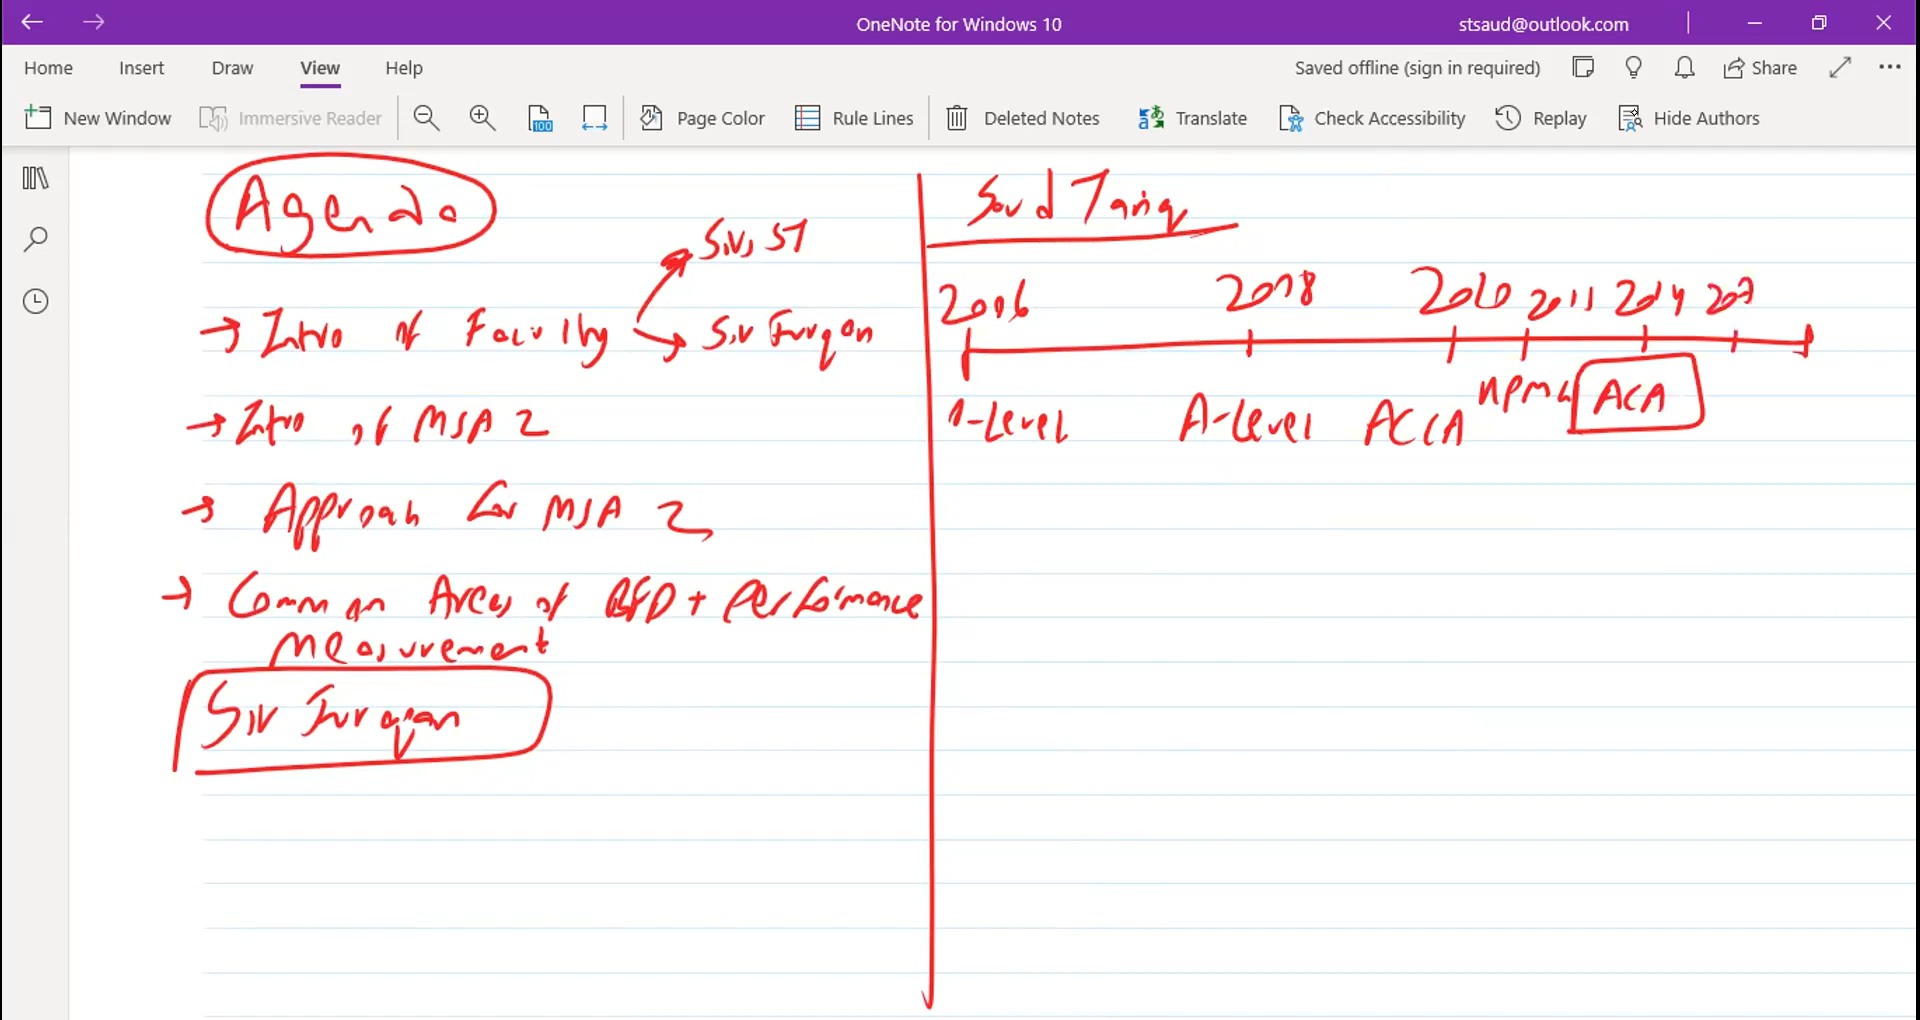 OneNote for Windows 10
stsaud@outlook.com
Home Insert Draw View Help
Saved offline (sign in required) Share
New Window Immersive Reader 100 Page Color Rule Lines Deleted Notes Translate Check Accessibility Replay Hide Authors
Agenda
→ Intro of Faculty
Sir ST
Sir Furqan
→ Intro of MSA 2
→ Approach for MSA 2
→ Common Areas of BFD + Performance
Measurement
Sir Furqan
Saud Tariq
2006 2008 2010 2011 2014
A-Level ACCA KPMG ACA